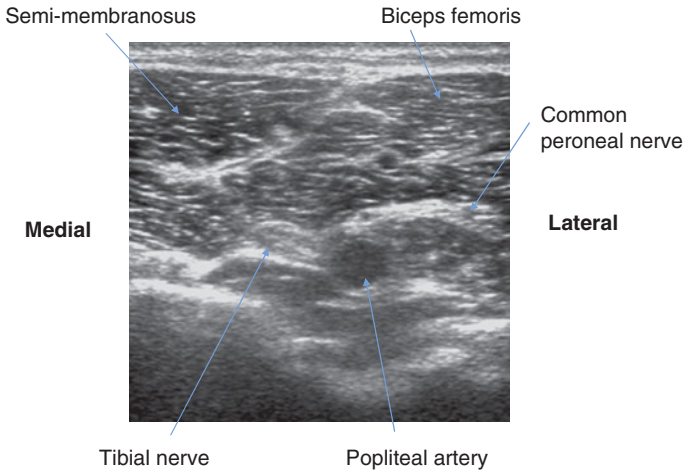 Semi-membranosus
Biceps femoris
Common
peroneal nerve
Medial
Lateral
Tibial nerve
Popliteal artery